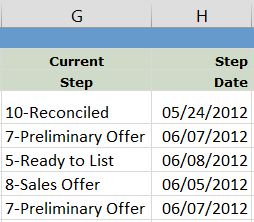 G H
Current Step
Step Date
10-Reconciled 05/24/2012
7-Preliminary Offer 06/07/2012
5-Ready to List 06/08/2012
8-Sales Offer 06/05/2012
7-Preliminary Offer 06/07/2012